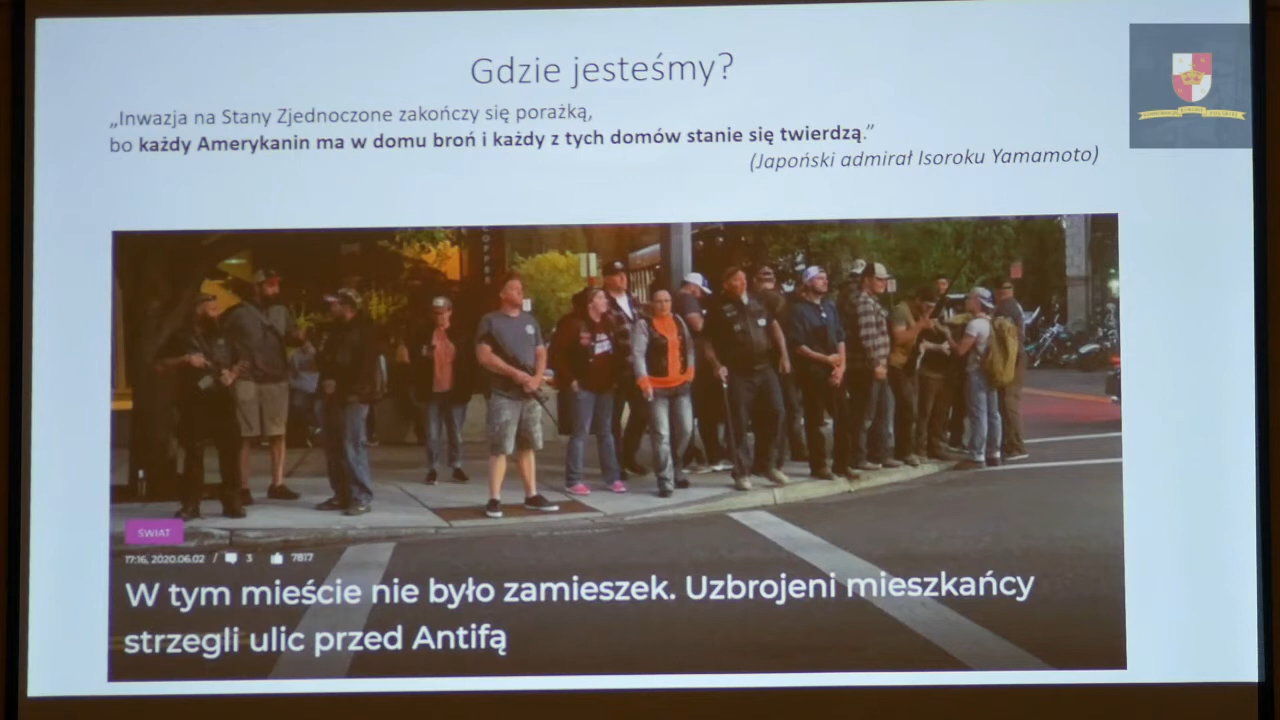 Gdzie jesteśmy?
„Inwazja na Stany Zjednoczone zakończy się porażką,
bo każdy Amerykanin ma w domu broń i każdy z tych domów stanie się twierdzą.”
(Japoński admirał Isoroku Yamamoto)
COFFEE
ŚWIAT
17:16, 2020.06.02 / 3 7817
W tym mieście nie było zamieszek. Uzbrojeni mieszkańcy
strzegli ulic przed Antifą